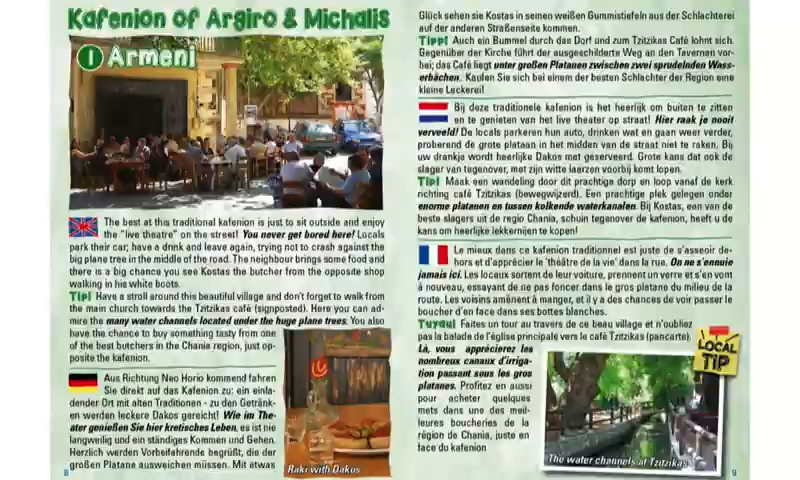 Kafenion of Argiro & Michalis
1 Armeni
The best at this traditional kafenion is just to sit outside and enjoy
the "live theatre" on the street! You never get bored here! Locals
park their car; have a drink and leave again, trying not to crash against the
big plane tree in the middle of the road. The neighbour brings some food and
there is a big chance you see Kostas the butcher from the opposite shop
walking in his white boots.
Tip! Have a stroll around this beautiful village and don't forget to walk from
the main church towards the Tzitzikas café (signposted). Here you can ad-
mire the many water channels located under the huge plane trees. You also
have the chance to buy something tasty from one
of the best butchers in the Chania region, just op-
posite the kafenion.
Aus Richtung Neo Horio kommend fahren
Sie direkt auf das Kafenion zu: ein einla-
dender Ort mit alten Traditionen - zu den Getränk-
en werden leckere Dakos gereicht! Wie im The-
ater genießen Sie hier kretisches Leben, es ist nie
langweilig und ein ständiges Kommen und Gehen.
Herzlich werden Vorbeifahrende begrüßt, die der
großen Platane ausweichen müssen. Mit etwas
Raki with Dakos
8
Glück sehen sie Kostas in seinen weißen Gummistiefeln aus der Schlachterei
auf der anderen Straßenseite kommen.
Tipp! Auch ein Bummel durch das Dorf und zum Tzitzikas Café lohnt sich.
Gegenüber der Kirche führt der ausgeschilderte Weg an den Tavernen vor-
bei; das Café liegt unter großen Platanen zwischen zwei sprudelnden Wass-
erbächen. Kaufen Sie sich bei einem der besten Schlachter der Region eine
kleine Leckerei!
Bij deze traditionele kafenion is het heerlijk om buiten te zitten
en te genieten van het live theater op straat! Hier raak je nooit
verveeld! De locals parkeren hun auto, drinken wat en gaan weer verder,
proberend de grote plataan in het midden van de straat niet te raken. Bij
uw drankje wordt heerlijke Dakos met geserveerd. Grote kans dat ook de
slager van tegenover, met zijn witte laarzen voorbij komt lopen.
Tip! Maak een wandeling door dit prachtige dorp en loop vanaf de kerk
richting café Tzitzikas (bewegwijzerd). Een prachtige plek gelegen onder
enorme platanen en tussen kolkende waterkanalen. Bij Kostas, een van de
beste slagers uit de regio Chania, schuin tegenover de kafenion, heeft u de
kans om heerlijke lekkernijen te kopen!
Le mieux dans ce kafenion traditionnel est juste de s'asseoir de-
hors et d'apprécier le 'théâtre de la vie' dans la rue. On ne s'ennuie
jamais ici. Les locaux sortent de leur voiture, prennent un verre et s'en vont
à nouveau, essayant de ne pas foncer dans le gros platane du milieu de la
route. Les voisins amènent à manger, et il y a des chances de voir passer le
boucher d'en face dans ses bottes blanches.
Tuyau! Faites un tour au travers de ce beau village et n'oubliez
pas la balade de l'église principale vers le café Tzitzikas (pancarte).
Là, vous apprécierez les
nombreux canaux d'irriga-
tion passant sous les gros
platanes. Profitez en aussi
pour acheter quelques
mets dans une des meil-
leures boucheries de la
région de Chania, juste en
face du kafenion
LOCAL
TIP
The water channels at Tzitzikas
9